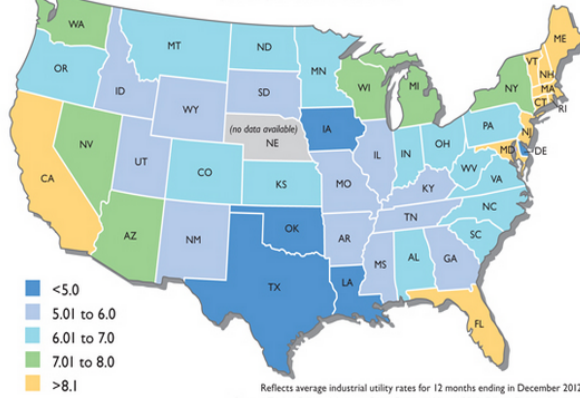 WA
MT
ND
OR
MN
ID
SD
WI
MI
NY
ME
VT
NH
MA
CT
RI
WY
(no data available)
NE
IA
PA
NJ
NV
UT
CO
IL
IN
OH
MD
DE
CA
KS
MO
KY
WV
VA
AZ
NM
OK
AR
TN
NC
TX
LA
MS
AL
GA
SC
FL
<5.0
5.01 to 6.0
6.01 to 7.0
7.01 to 8.0
>8.1
Reflects average industrial utility rates for 12 months ending in December 2012